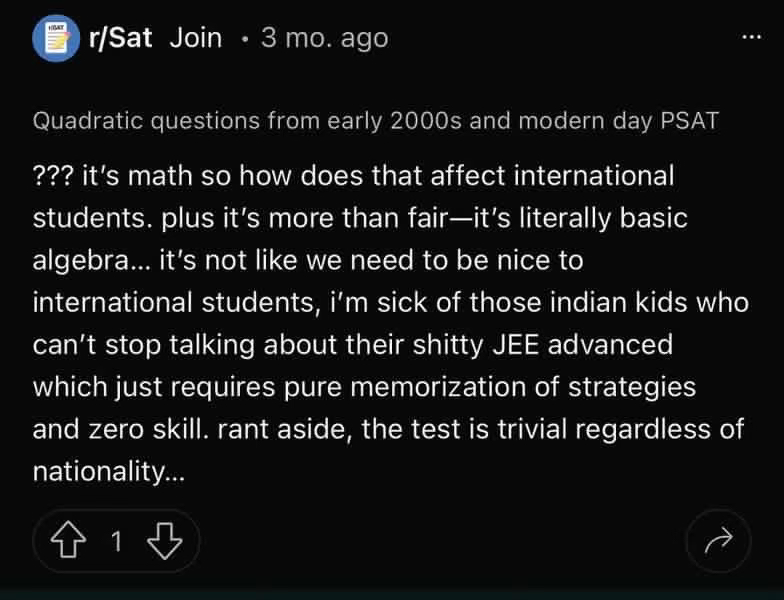 r/SAT
r/Sat Join • 3 mo. ago
Quadratic questions from early 2000s and modern day PSAT
??? it’s math so how does that affect international
students. plus it’s more than fair—it’s literally basic
algebra... it’s not like we need to be nice to
international students, i’m sick of those indian kids who
can’t stop talking about their shitty JEE advanced
which just requires pure memorization of strategies
and zero skill. rant aside, the test is trivial regardless of
nationality...
1